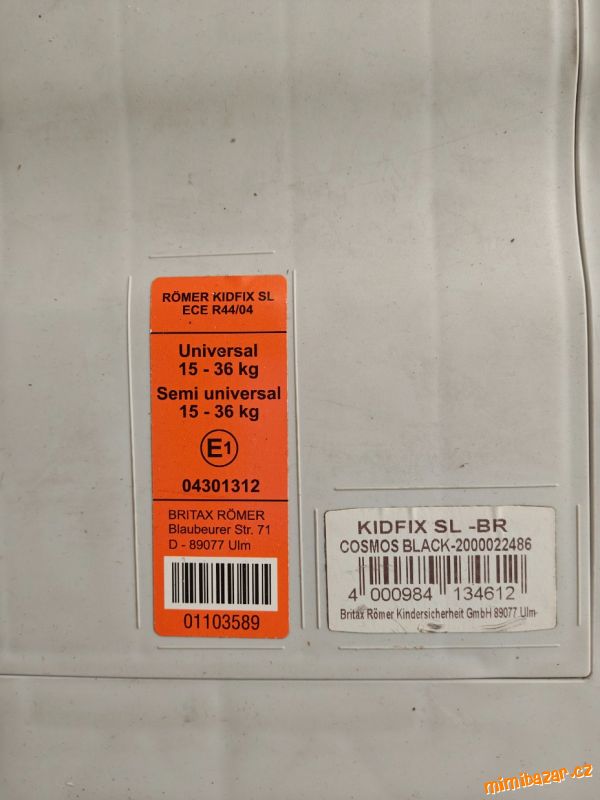 RÖMER KIDFIX SL
ECE R44/04
Universal
15 - 36 kg
Semi universal
15 - 36 kg
E1
04301312
BRITAX RÖMER
Blaubeurer Str. 71
D - 89077 Ulm
01103589
KIDFIX SL -BR
COSMOS BLACK-2000022486
4 000984 134612
Britax Römer Kindersicherheit GmbH 89077 Ulm
mimibazar.cz